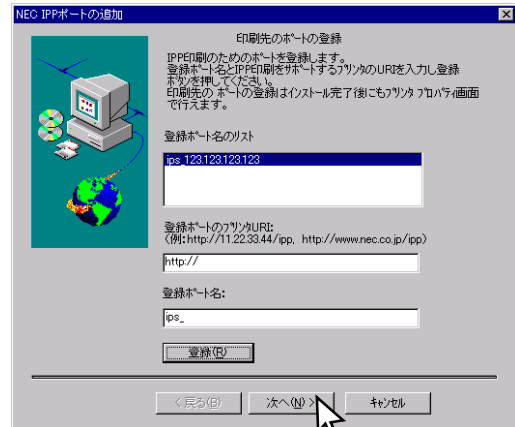 NEC IPPポートの追加
印刷先のポートの登録
IPP印刷のためのポートを登録します。
登録ポート名とIPP印刷をサポートするプリンタのURIを入力し登録
ボタンを押してください。
印刷先の ポートの登録はインストール完了後にもプリンタ プロパティ画面
で行えます。
登録ポート名のリスト
ips_123.123.123.123
登録ポートのプリンタURI:
(例:http://11.22.33.44/ipp, http://www.nec.co.jp/ipp)
http://
登録ポート名:
ips_
登録(R)
< 戻る(B)
次へ(N) >
キャンセル